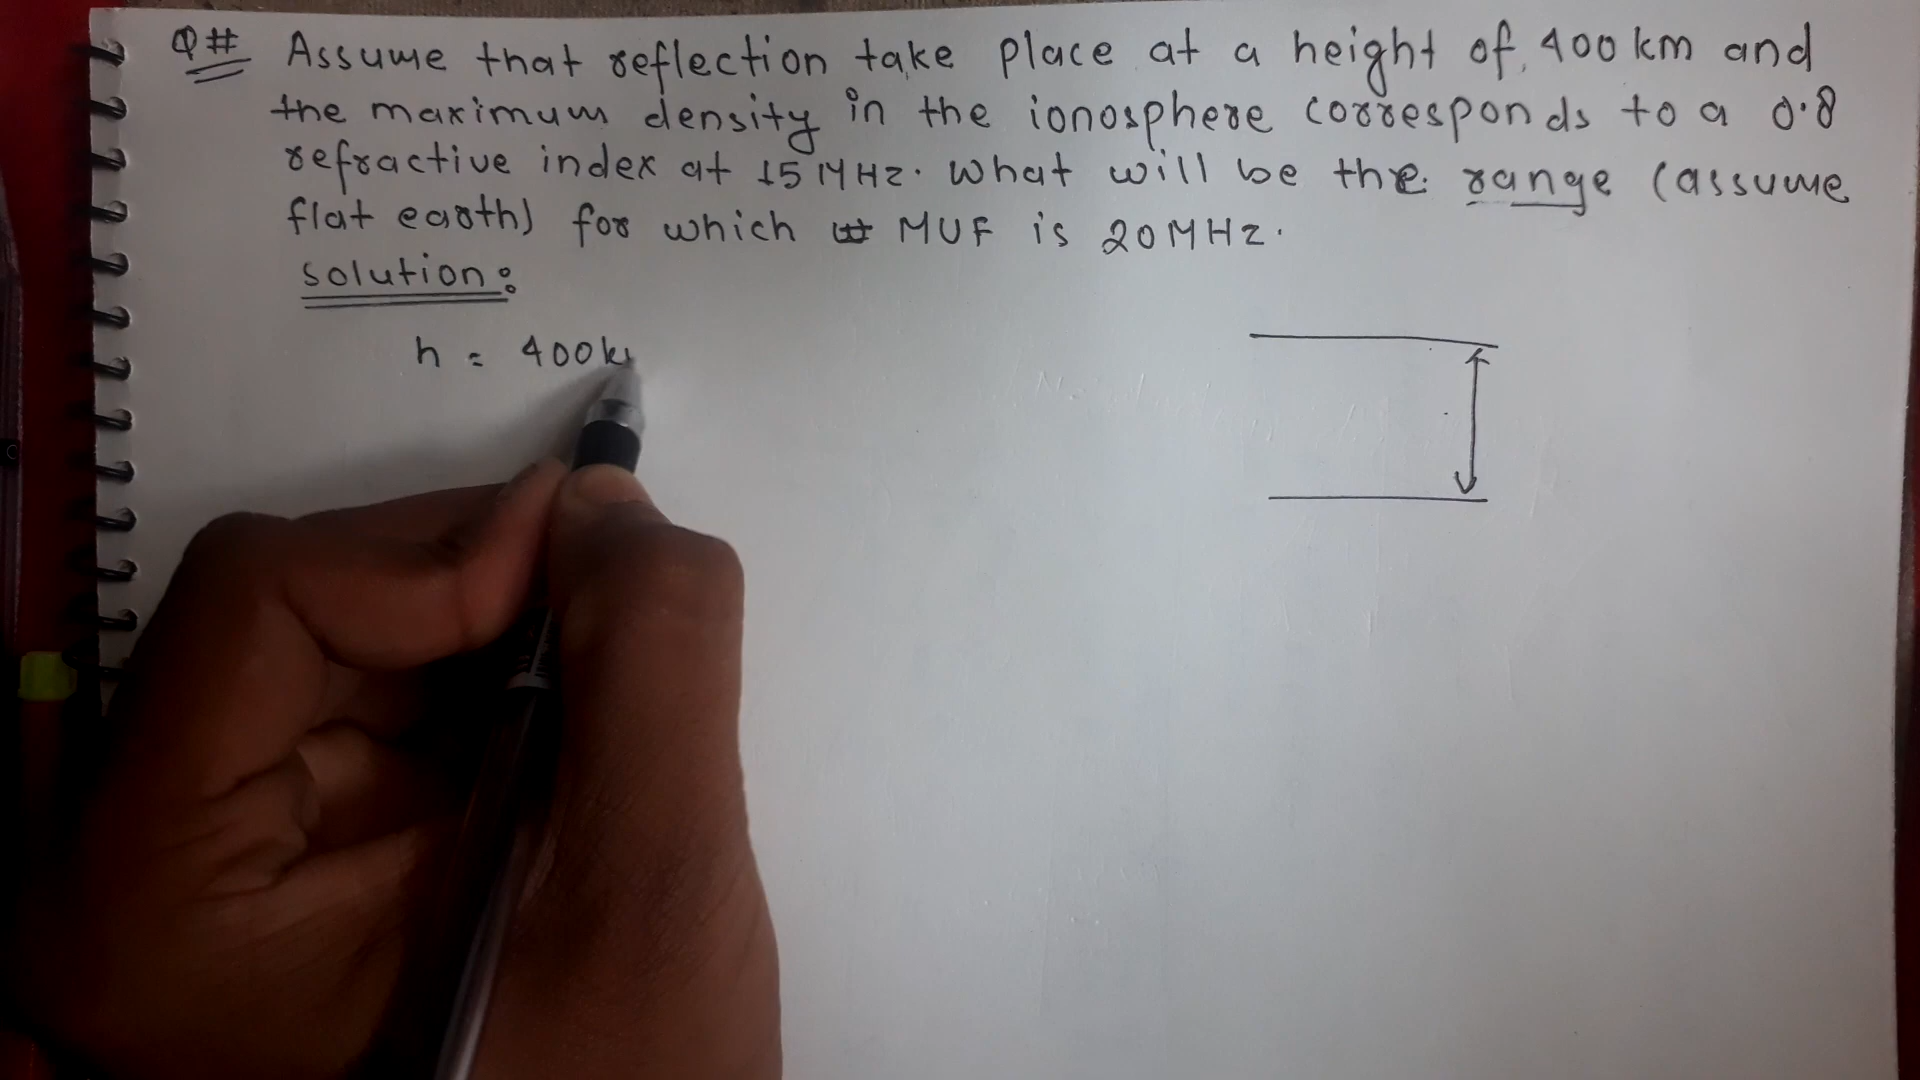 Q# Assume that reflection take place at a height of 400 km and
the maximum density in the ionosphere corresponds to a 0.8
refractive index at 15 MHz. What will be the range (assume
flat earth) for which MUF is 20 MHz.
solution:
h = 400k